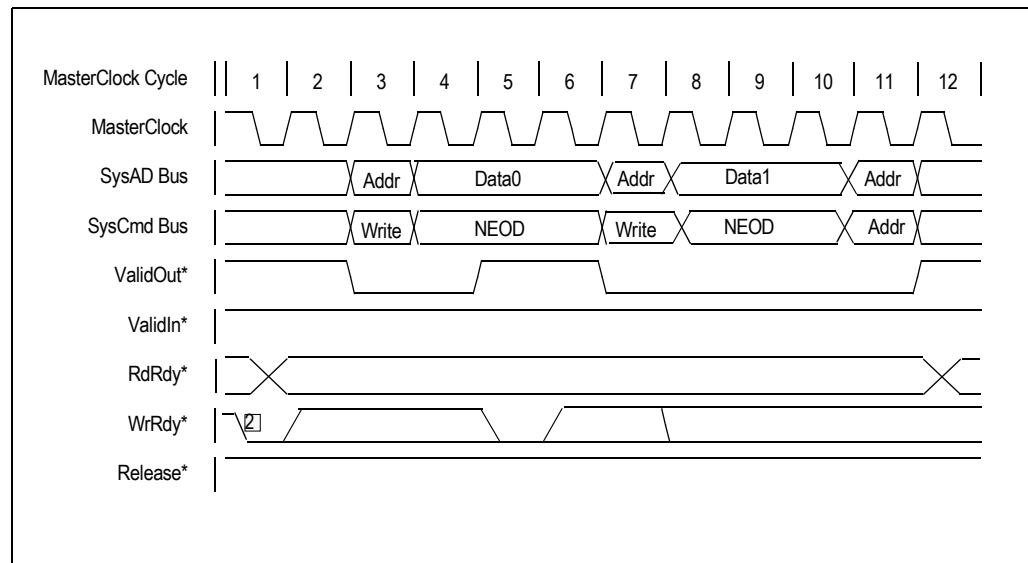 MasterClock Cycle 1 2 3 4 5 6 7 8 9 10 11 12
MasterClock
SysAD Bus Addr Data0 Addr Data1 Addr
SysCmd Bus Write NEOD Write NEOD Addr
ValidOut*
ValidIn*
RdRdy*
WrRdy* 2
Release*